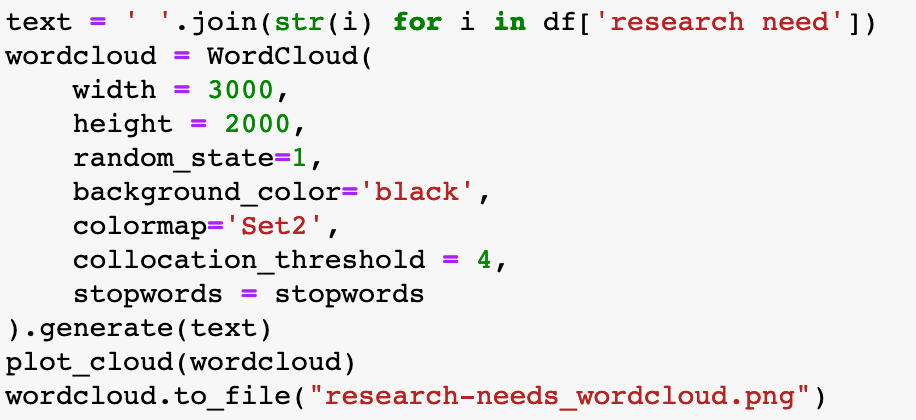 text = ' '.join(str(i) for i in df['research need'])
wordcloud = WordCloud(
    width = 3000,
    height = 2000,
    random_state=1,
    background_color='black',
    colormap='Set2',
    collocation_threshold = 4,
    stopwords = stopwords
).generate(text)
plot_cloud(wordcloud)
wordcloud.to_file("research-needs_wordcloud.png")